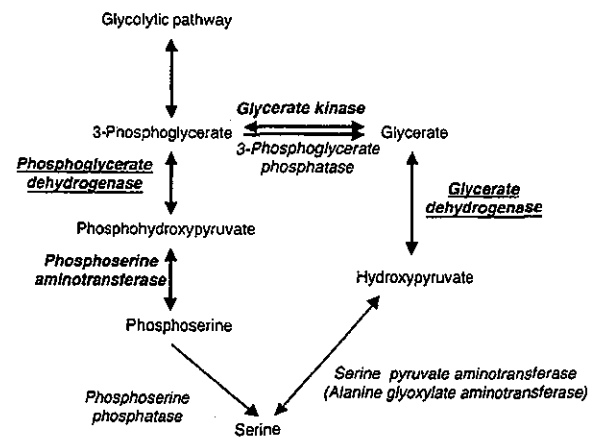 Glycolytic pathway
Glycerate kinase
3-Pnosphoglycerate
Glycerate
3-Phosphoglycerate
phosphatase
Phosphoglycerate
dehydrogenase
Glycerate
dehydrogenase
Phosphohydroxypyruvate
Phosphoserine
aminotransferase
Hydroxypyruvate
Phosphoserine
Serine pyruvate aminotransferase
(Alanine glyoxylate aminotransferase)
Phosphoserine
phosphatase
Serine